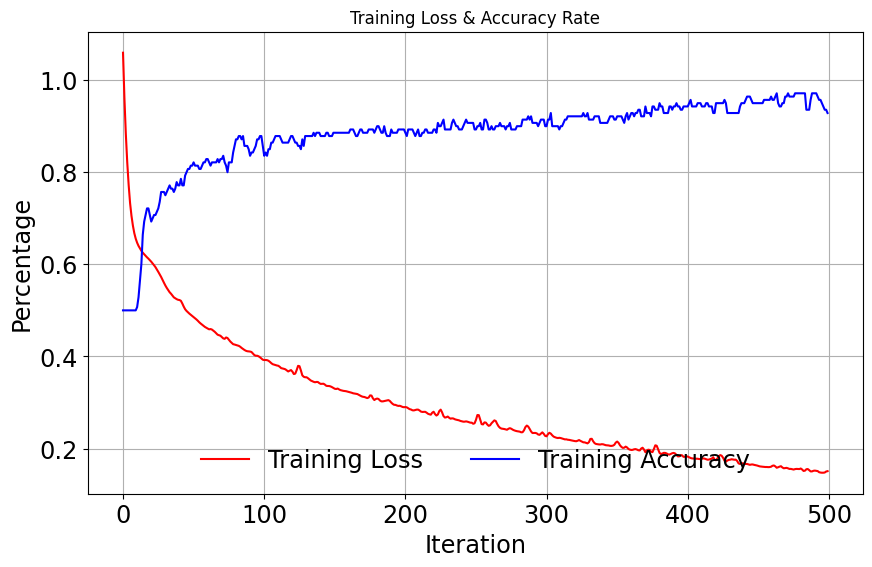 Training Loss & Accuracy Rate
Percentage
1.0
0.8
0.6
0.4
0.2
Training Loss
Training Accuracy
0
100
200
300
400
500
Iteration